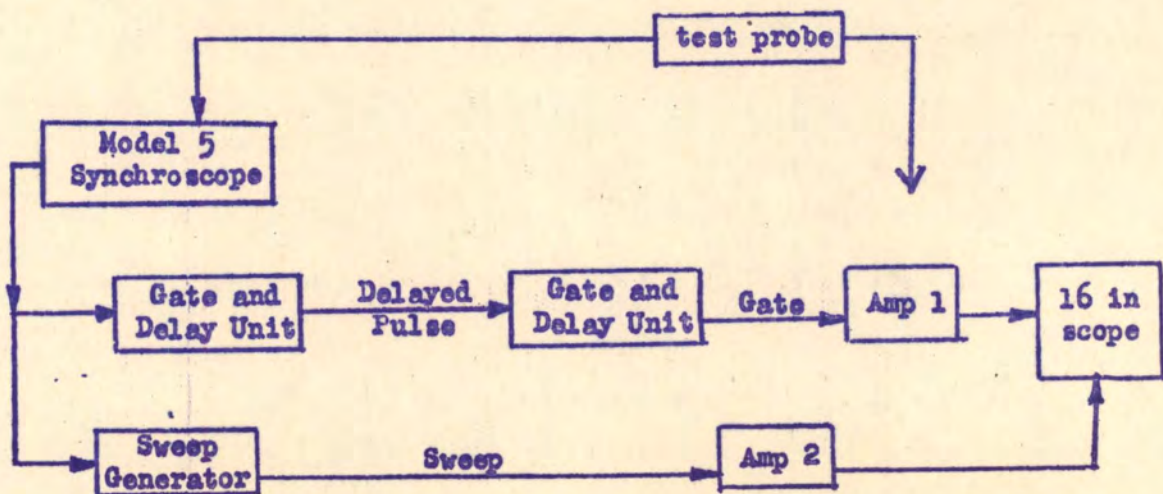 test probe
Model 5
Synchroscope
Gate and
Delay Unit
Delayed
Pulse
Gate and
Delay Unit
Gate
Amp 1
16 in
scope
Sweep
Generator
Sweep
Amp 2